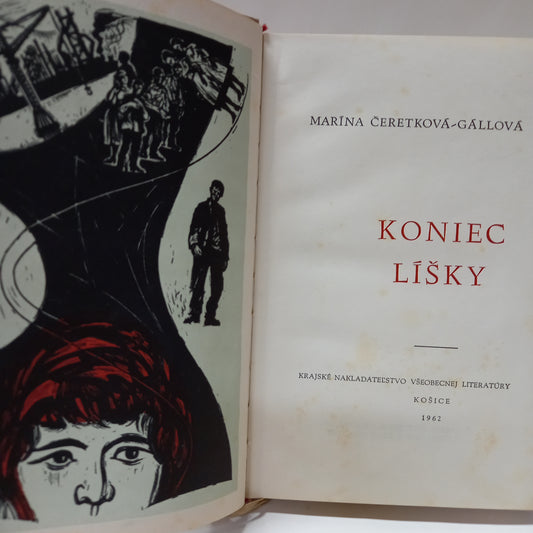 MARÍNA ČERETKOVÁ-GÁLLOVÁ
KONIEC
LÍŠKY
KRAJSKÉ NAKLADATEĽSTVO VŠEOBECNEJ LITERATÚRY
KOŠICE
1962